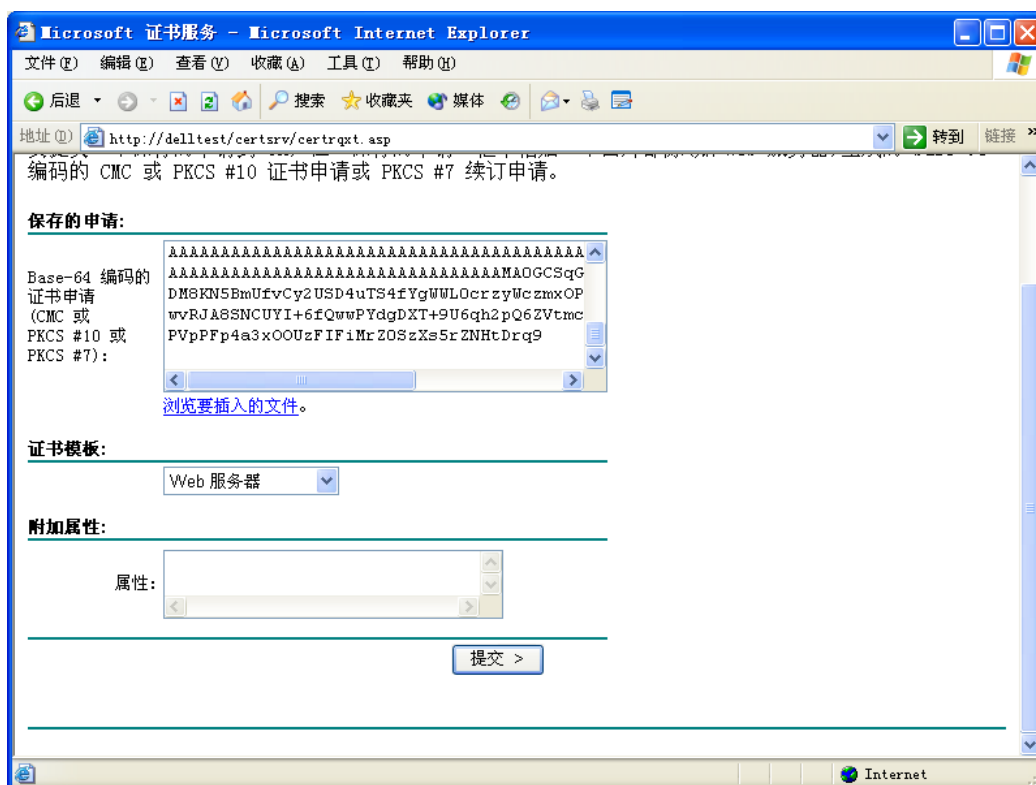 Microsoft 证书服务 - Microsoft Internet Explorer
文件(F) 编辑(E) 查看(V) 收藏(A) 工具(T) 帮助(H)
后退 搜索 收藏夹 媒体
地址(D) http://delltest/certsrv/certrqxt.asp 转到 链接 »
编码的 CMC 或 PKCS #10 证书申请或 PKCS #7 续订申请。
保存的申请:
Base-64 编码的
证书申请
(CMC 或
PKCS #10 或
PKCS #7):
AAAAAAAAAAAAAAAAAAAAAAAAAAAAAAAAAAAAAAAA
AAAAAAAAAAAAAAAAAAAAAAAAAAAAAAAAMA0GCSqG
DM8KN5BmUfvCy2USD4uTS4fYgWWLOcrzyWczmxOP
wvRJA8SNCUYI+6fQwwPYdgDXT+9U6qh2pQ6ZVtmc
PVpPFp4a3xOOUzFIFiMrZOSzXs5rZNHtDrq9
浏览要插入的文件。
证书模板:
Web 服务器
附加属性:
属性:
提交 >
Internet